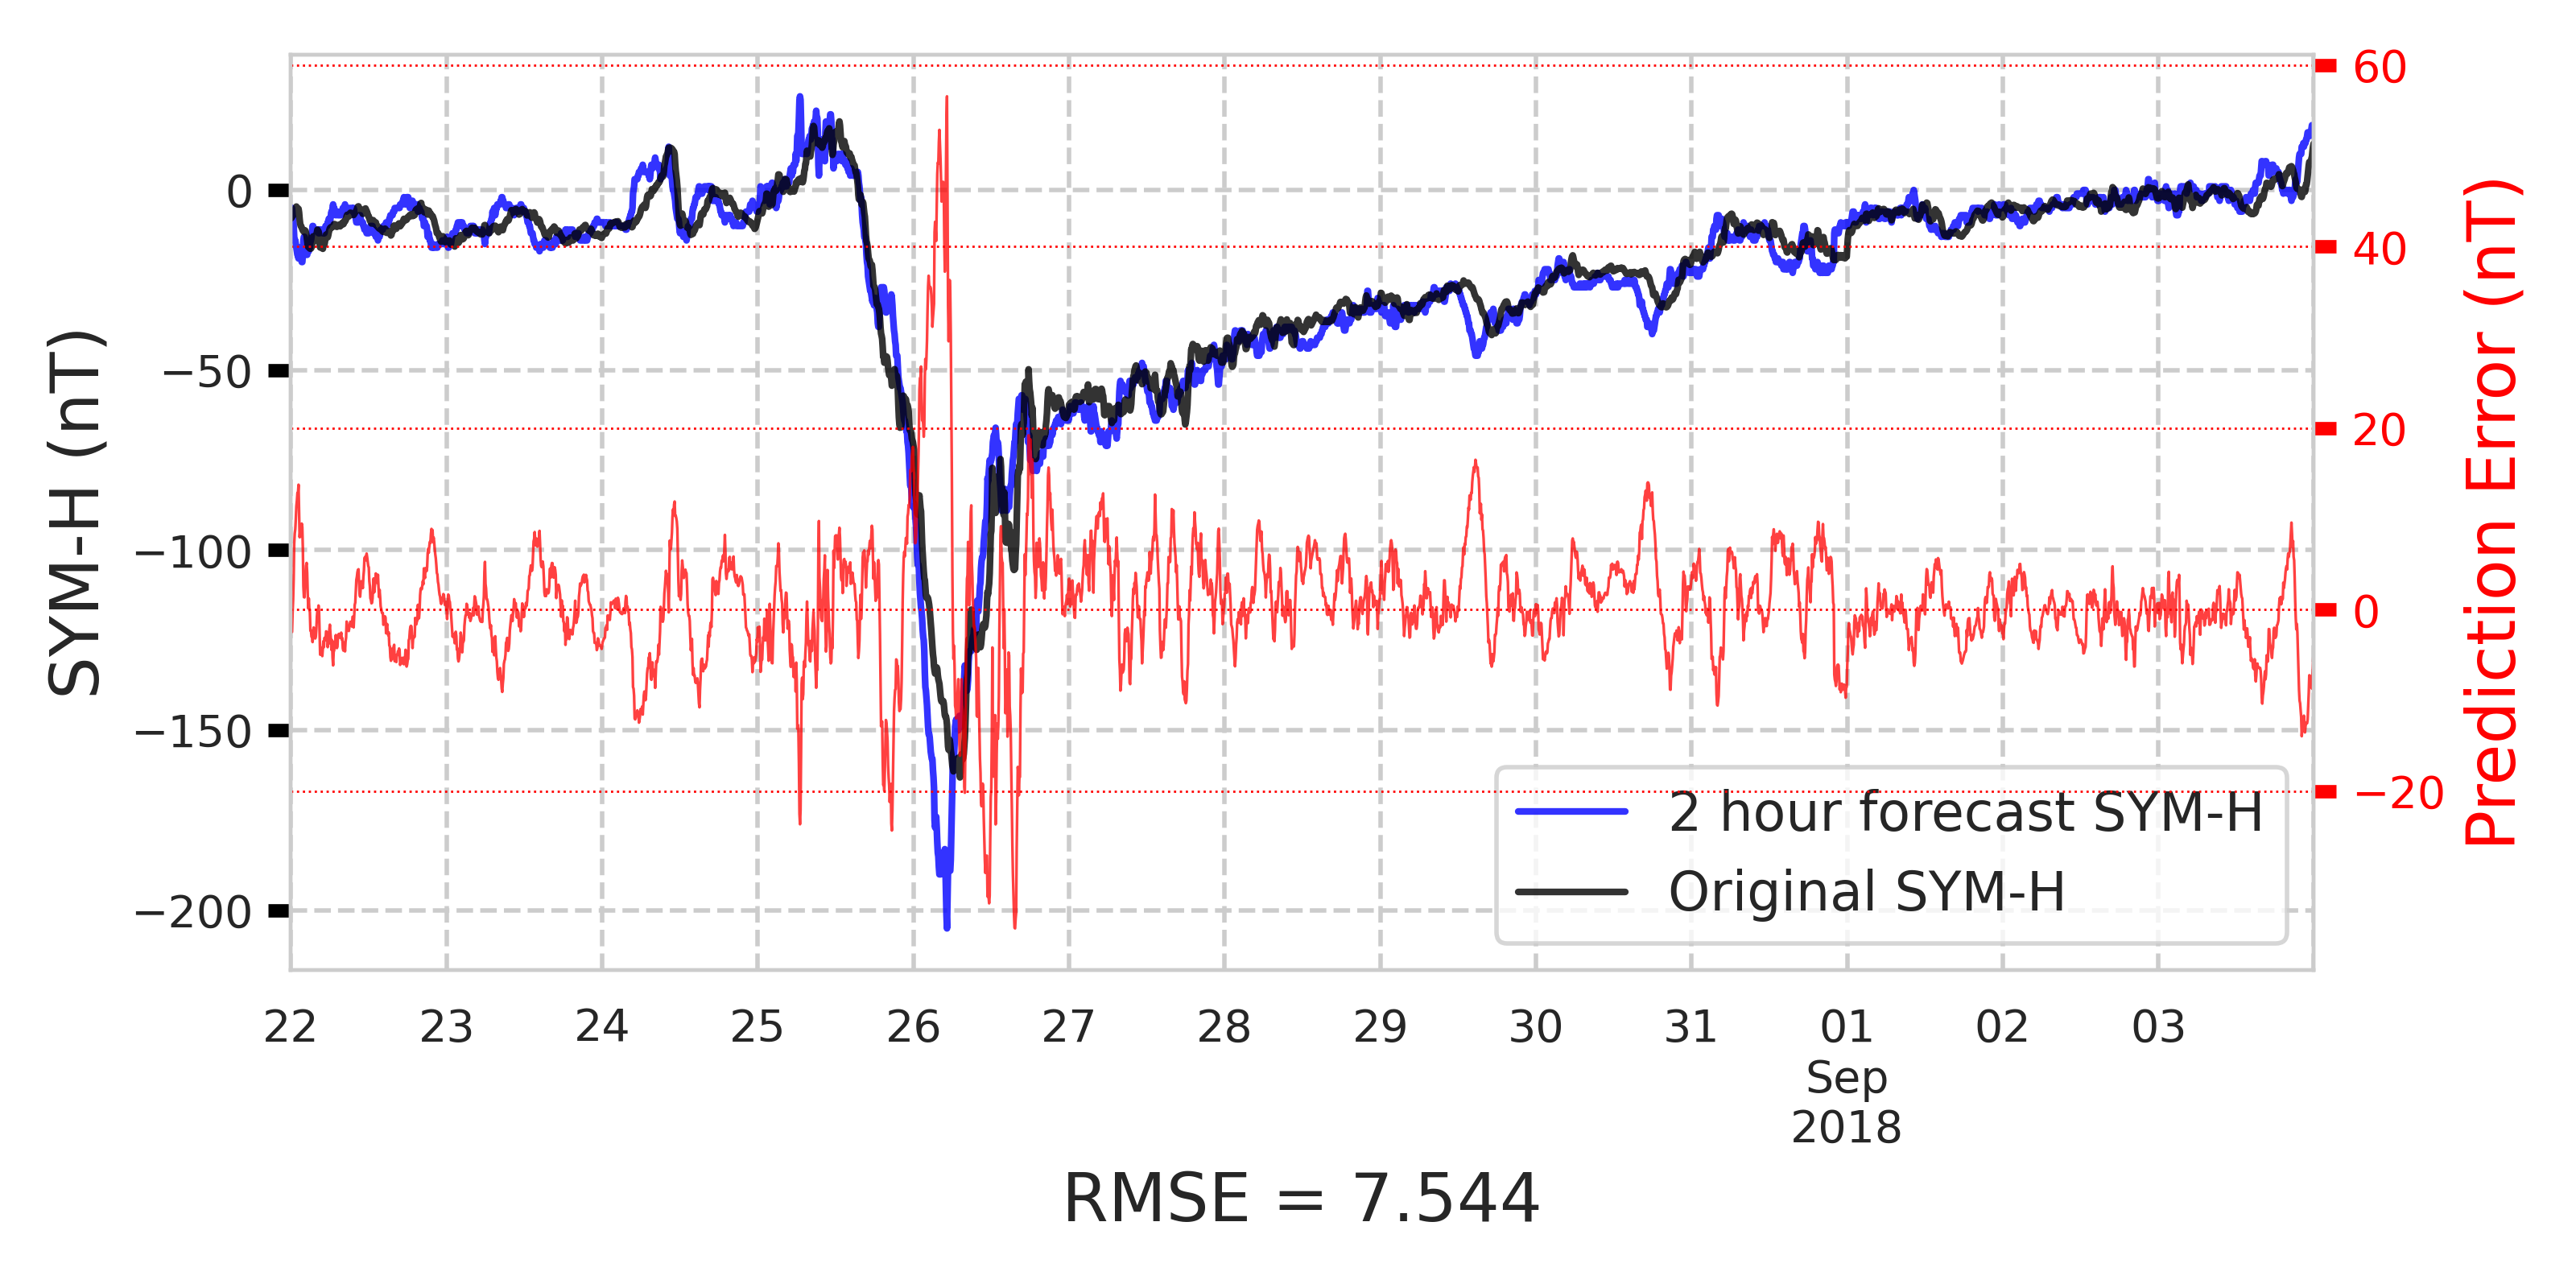 SYM-H (nT)
0
−50
−100
−150
−200
60
40
20
0
−20
Prediction Error (nT)
2 hour forecast SYM-H
Original SYM-H
22 23 24 25 26 27 28 29 30 31 01 02 03
Sep
2018
RMSE = 7.544